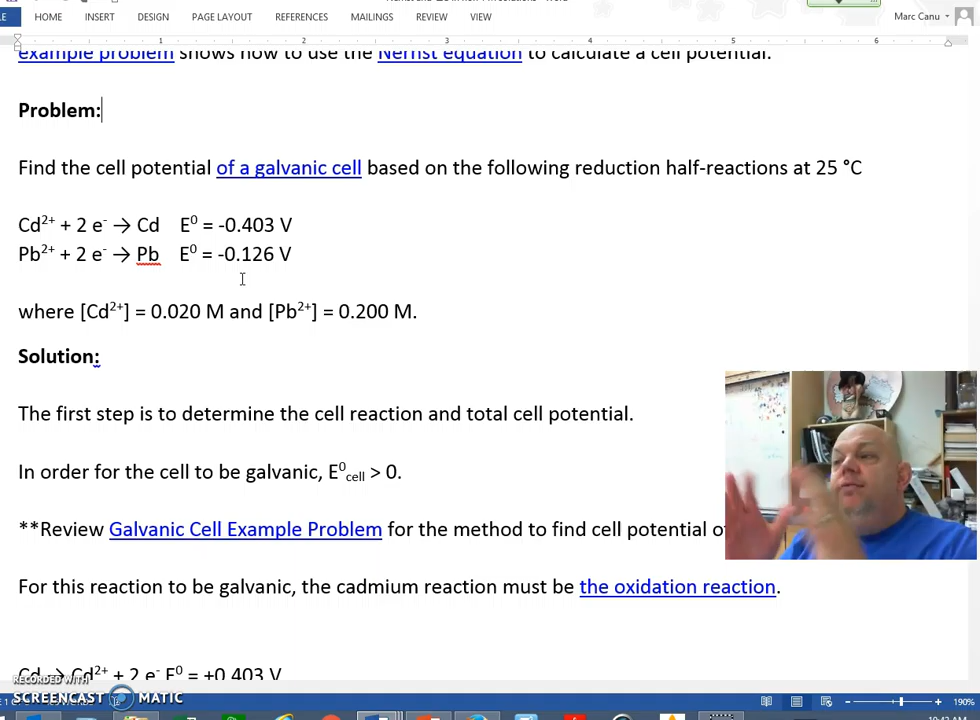 HOME INSERT DESIGN PAGE LAYOUT REFERENCES MAILINGS REVIEW VIEW Marc Canu
1 2 3 4 5 6
example problem shows how to use the Nernst equation to calculate a cell potential.
Problem:
Find the cell potential of a galvanic cell based on the following reduction half-reactions at 25 °C
Cd²⁺ + 2 e⁻ → Cd E⁰ = -0.403 V
Pb²⁺ + 2 e⁻ → Pb E⁰ = -0.126 V
where [Cd²⁺] = 0.020 M and [Pb²⁺] = 0.200 M.
Solution:
The first step is to determine the cell reaction and total cell potential.
In order for the cell to be galvanic, E⁰cell > 0.
**Review Galvanic Cell Example Problem for the method to find cell potential o
For this reaction to be galvanic, the cadmium reaction must be the oxidation reaction.
Cd → Cd²⁺ + 2 e⁻ E⁰ = +0.403 V
RECORDED WITH
SCREENCAST MATIC
190%